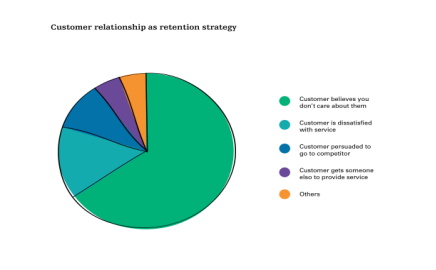 Customer relationship as retention strategy
Customer believes you
don't care about them
Customer is dissatisfied
with service
Customer persuaded to
go to competitor
Customer gets someone
elso to provide service
Others